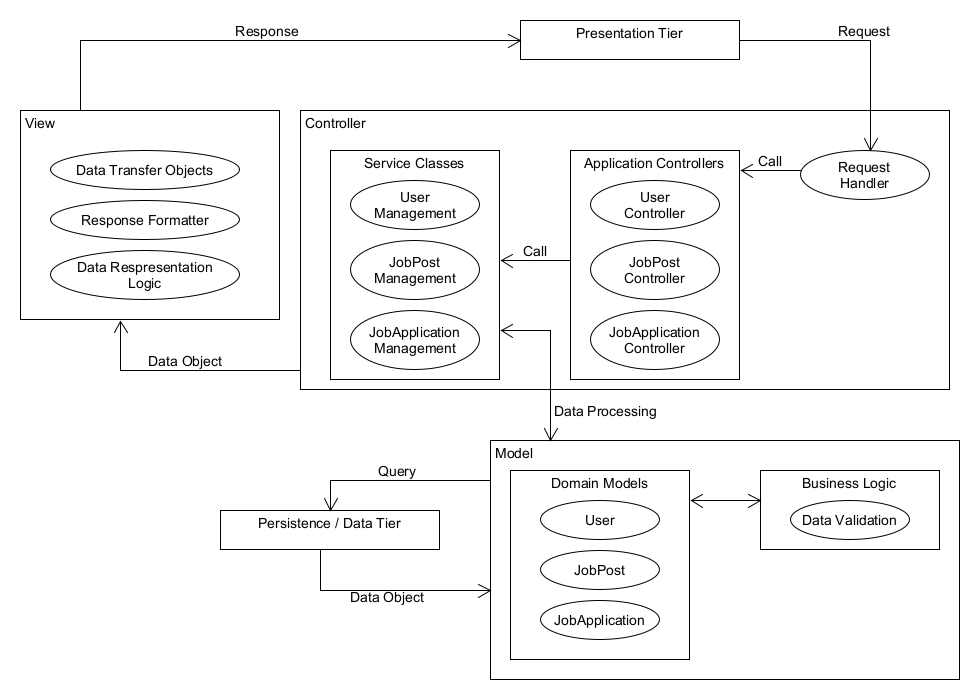 Response
Presentation Tier
Request
View
Data Transfer Objects
Response Formatter
Data Respresentation
Logic
Controller
Service Classes
User
Management
JobPost
Management
JobApplication
Management
Call
Application Controllers
User
Controller
JobPost
Controller
JobApplication
Controller
Call
Request
Handler
Data Object
Data Processing
Model
Domain Models
User
JobPost
JobApplication
Business Logic
Data Validation
Query
Persistence / Data Tier
Data Object